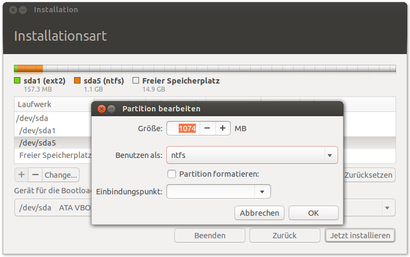 Installation
Installationsart
sda1 (ext2) sda5 (ntfs) Freier Speicherplatz
157.3 MB 1.1 GB 14.9 GB
Laufwerk
/dev/sda
/dev/sda1
/dev/sda5
Freier Speicherplatz
Partition bearbeiten
Größe: 1074 MB
Benutzen als: ntfs
Partition formatieren:
Einbindungspunkt:
Abbrechen OK
+ − Change... Zurücksetzen
Gerät für die Bootloa
/dev/sda ATA VBO
Beenden Zurück Jetzt installieren